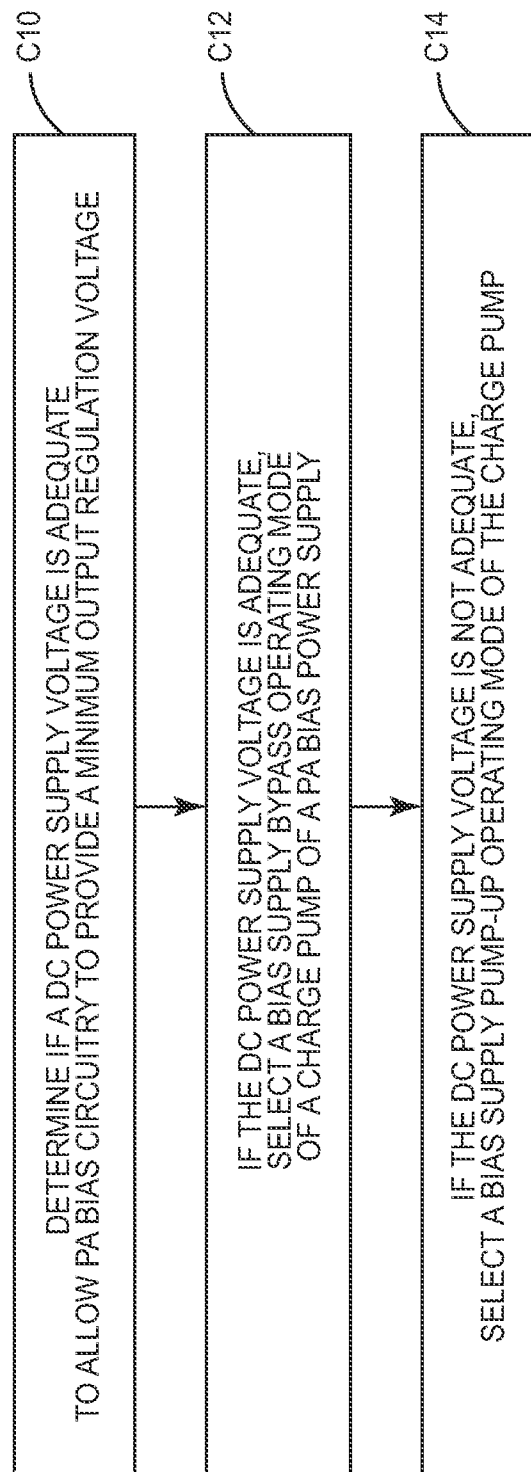 DETERMINE IF A DC POWER SUPPLY VOLTAGE IS ADEQUATE
TO ALLOW PA BIAS CIRCUITRY TO PROVIDE A MINIMUM OUTPUT REGULATION VOLTAGE
C10
IF THE DC POWER SUPPLY VOLTAGE IS ADEQUATE,
SELECT A BIAS SUPPLY BYPASS OPERATING MODE
OF A CHARGE PUMP OF A PA BIAS POWER SUPPLY
C12
IF THE DC POWER SUPPLY VOLTAGE IS NOT ADEQUATE,
SELECT A BIAS SUPPLY PUMP-UP OPERATING MODE OF THE CHARGE PUMP
C14